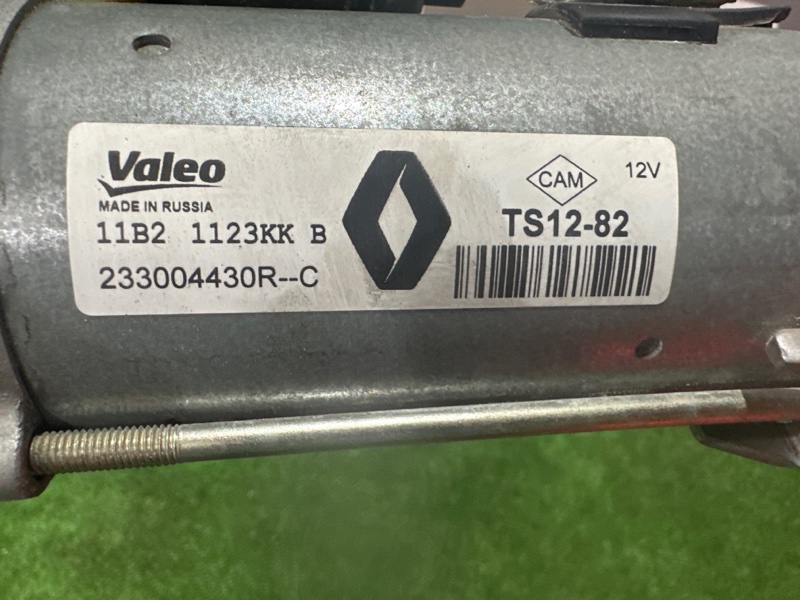 Valeo
MADE IN RUSSIA
11B2 1123KK B
233004430R--C
CAM
12V
TS12-82